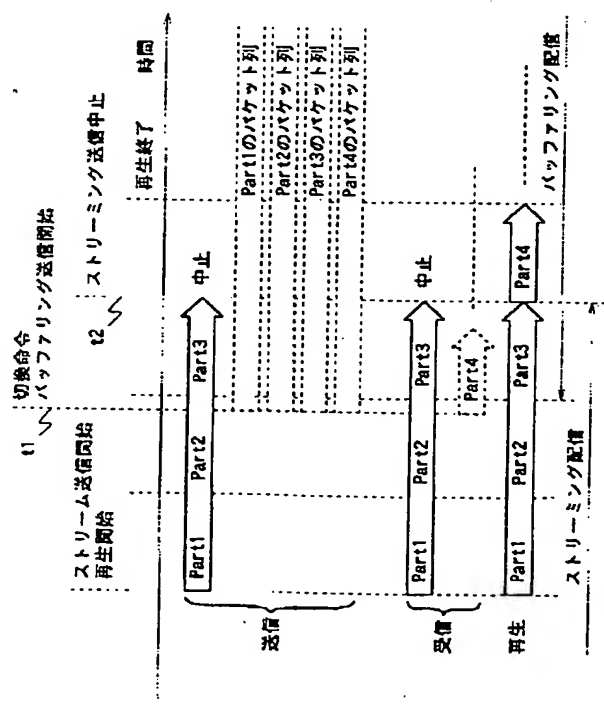 切換命令
バッファリング送信開始
t1
t2
ストリーミング送信中止
ストリーム送信開始
再生開始
再生終了
時間
送信
Part1 Part2 Part3
中止
Part1のパケット列
Part2のパケット列
Part3のパケット列
Part4のパケット列
受信
Part1 Part2 Part3
中止
Part4
再生
Part1 Part2 Part3
Part4
バッファリング配信
ストリーミング配信